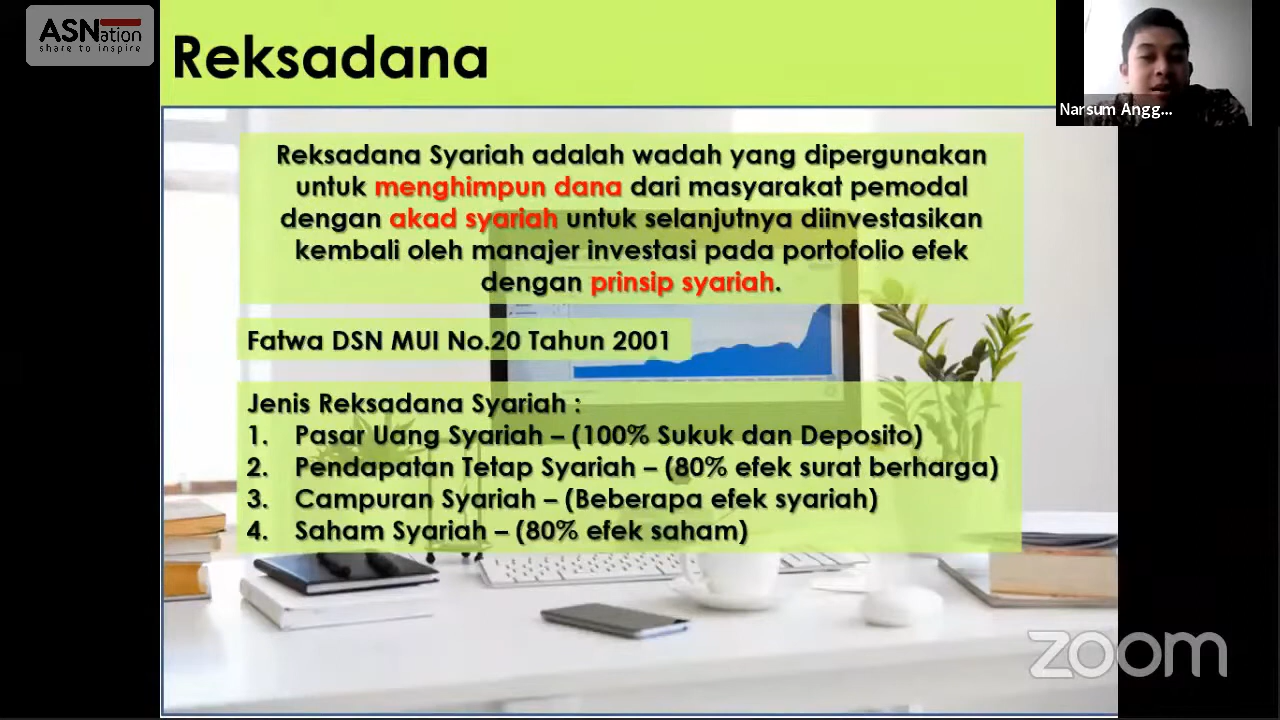 ASNation
share to inspire
Reksadana
Narsum Angg...
Reksadana Syariah adalah wadah yang dipergunakan
untuk menghimpun dana dari masyarakat pemodal
dengan akad syariah untuk selanjutnya diinvestasikan
kembali oleh manajer investasi pada portofolio efek
dengan prinsip syariah.
Fatwa DSN MUI No.20 Tahun 2001
Jenis Reksadana Syariah :
1. Pasar Uang Syariah – (100% Sukuk dan Deposito)
2. Pendapatan Tetap Syariah – (80% efek surat berharga)
3. Campuran Syariah – (Beberapa efek syariah)
4. Saham Syariah – (80% efek saham)
zoom